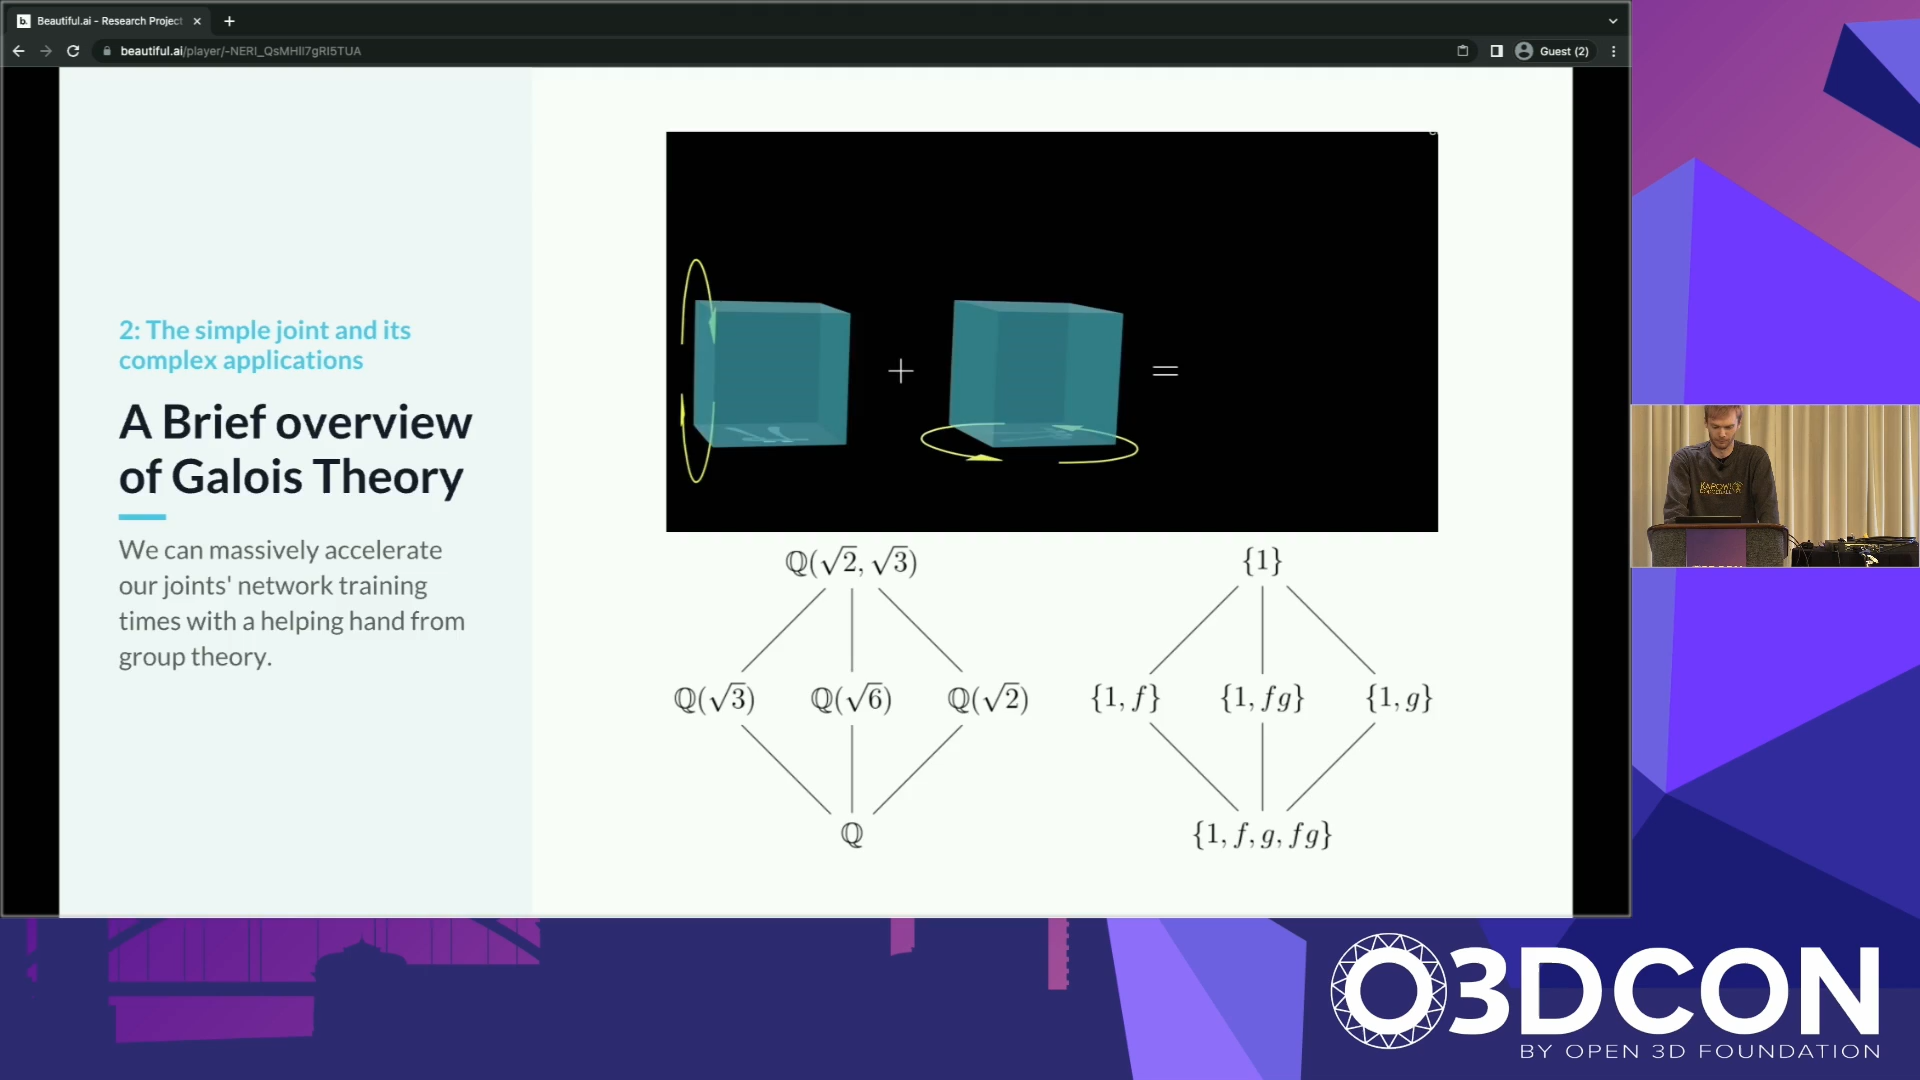 Beautiful.ai - Research Project
beautiful.ai/player/-NERI_QsMHlI7gRI5TUA
Guest (2)
2: The simple joint and its
complex applications
A Brief overview
of Galois Theory
We can massively accelerate
our joints' network training
times with a helping hand from
group theory.
+ =
ℚ(√2, √3)
ℚ(√3) ℚ(√6) ℚ(√2)
ℚ
{1}
{1, f} {1, fg} {1, g}
{1, f, g, fg}
KAPOW!
O3DCON
BY OPEN 3D FOUNDATION